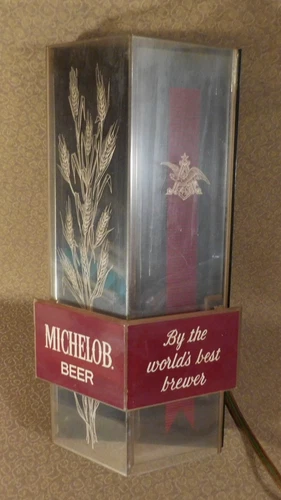 MICHELOB.
BEER
By the
world's best
brewer